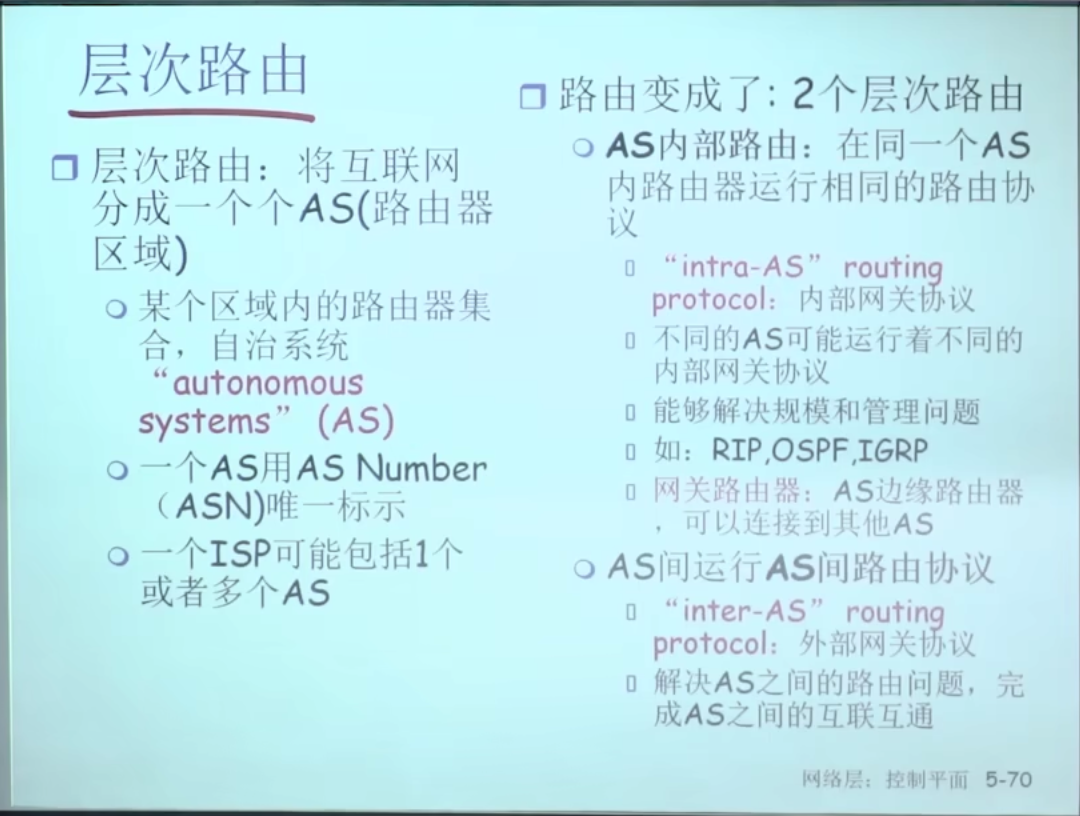 层次路由
层次路由：将互联网
分成一个个AS(路由器
区域)
某个区域内的路由器集
合，自治系统
“autonomous
systems”(AS)
一个AS用AS Number
（ASN)唯一标示
一个ISP可能包括1个
或者多个AS
路由变成了: 2个层次路由
AS内部路由：在同一个AS
内路由器运行相同的路由协
议
“intra-AS” routing
protocol：内部网关协议
不同的AS可能运行着不同的
内部网关协议
能够解决规模和管理问题
如：RIP,OSPF,IGRP
网关路由器：AS边缘路由器
，可以连接到其他AS
AS间运行AS间路由协议
“inter-AS” routing
protocol：外部网关协议
解决AS之间的路由问题，完
成AS之间的互联互通
网络层：控制平面 5-70